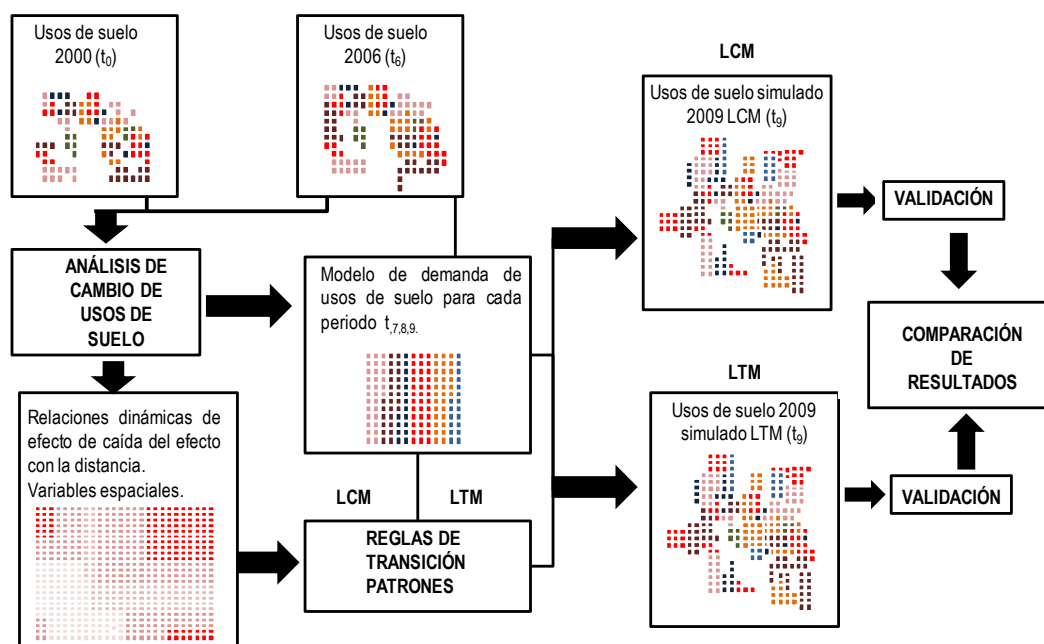 Usos de suelo
2000 (t0)
Usos de suelo
2006 (t6)
LCM
Usos de suelo simulado
2009 LCM (t9)
VALIDACIÓN
ANÁLISIS DE
CAMBIO DE
USOS DE
SUELO
Modelo de demanda de
usos de suelo para cada
periodo t,7,8,9.
COMPARACIÓN
DE
RESULTADOS
LTM
Usos de suelo 2009
simulado LTM (t9)
VALIDACIÓN
Relaciones dinámicas de
efecto de caída del efecto
con la distancia.
Variables espaciales.
LCM
LTM
REGLAS DE
TRANSICIÓN
PATRONES